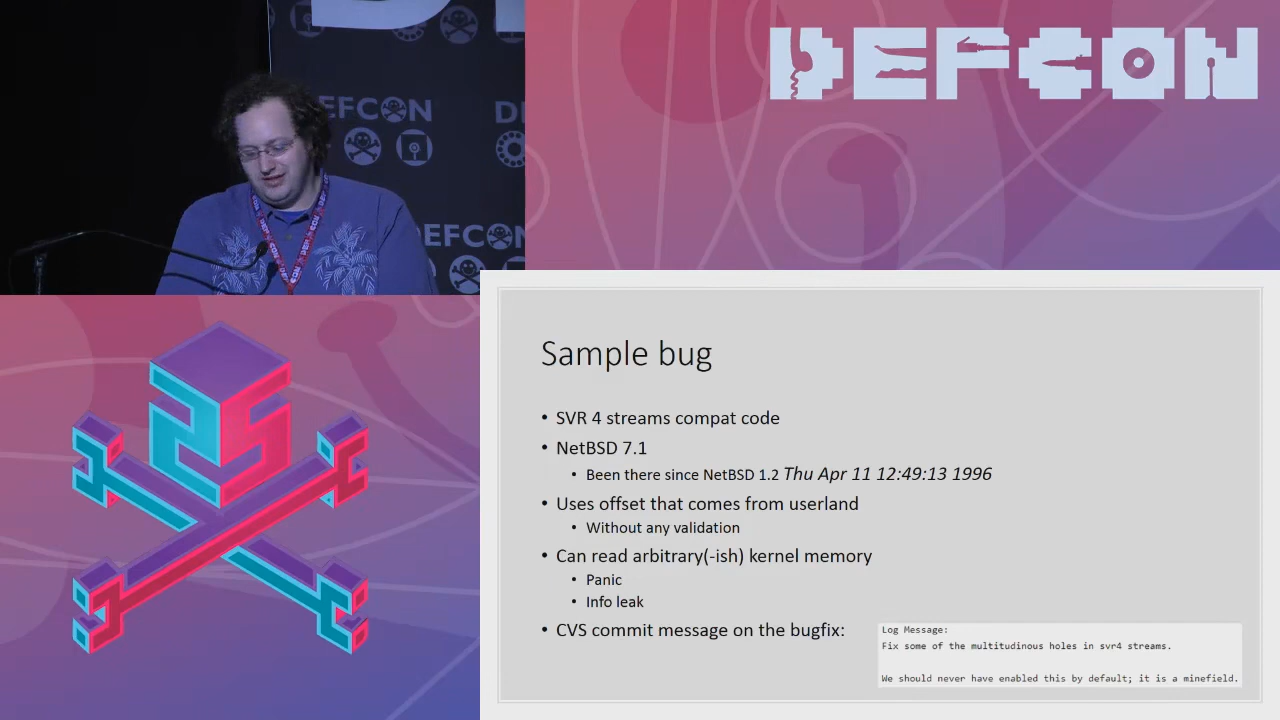 DEFCON
DEFCON
D
EFCON
Sample bug
• SVR 4 streams compat code
• NetBSD 7.1
• Been there since NetBSD 1.2 Thu Apr 11 12:49:13 1996
• Uses offset that comes from userland
• Without any validation
• Can read arbitrary(-ish) kernel memory
• Panic
• Info leak
• CVS commit message on the bugfix:
Log Message:
Fix some of the multitudinous holes in svr4 streams.
We should never have enabled this by default; it is a minefield.